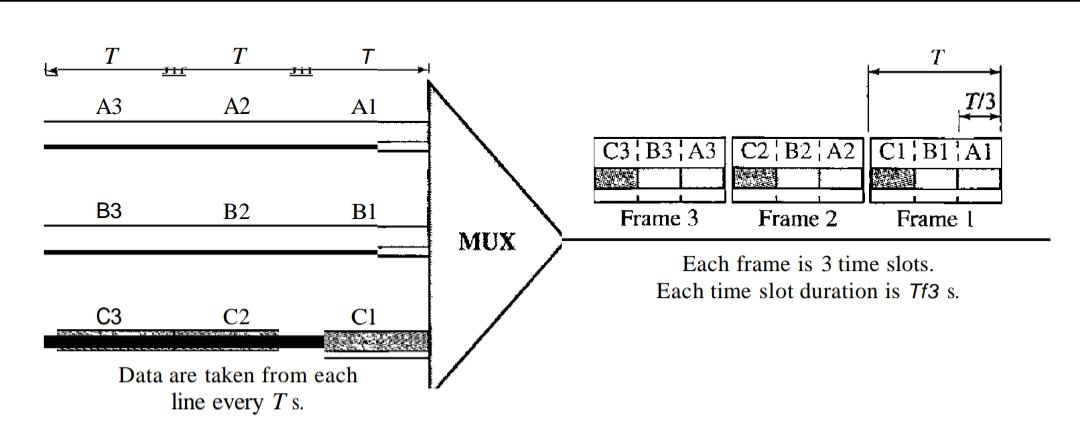 T T T
A3 A2 A1
B3 B2 B1
C3 C2 C1
Data are taken from each
line every T s.
MUX
T
T/3
C3 B3 A3 C2 B2 A2 C1 B1 A1
Frame 3 Frame 2 Frame 1
Each frame is 3 time slots.
Each time slot duration is Tf3 s.